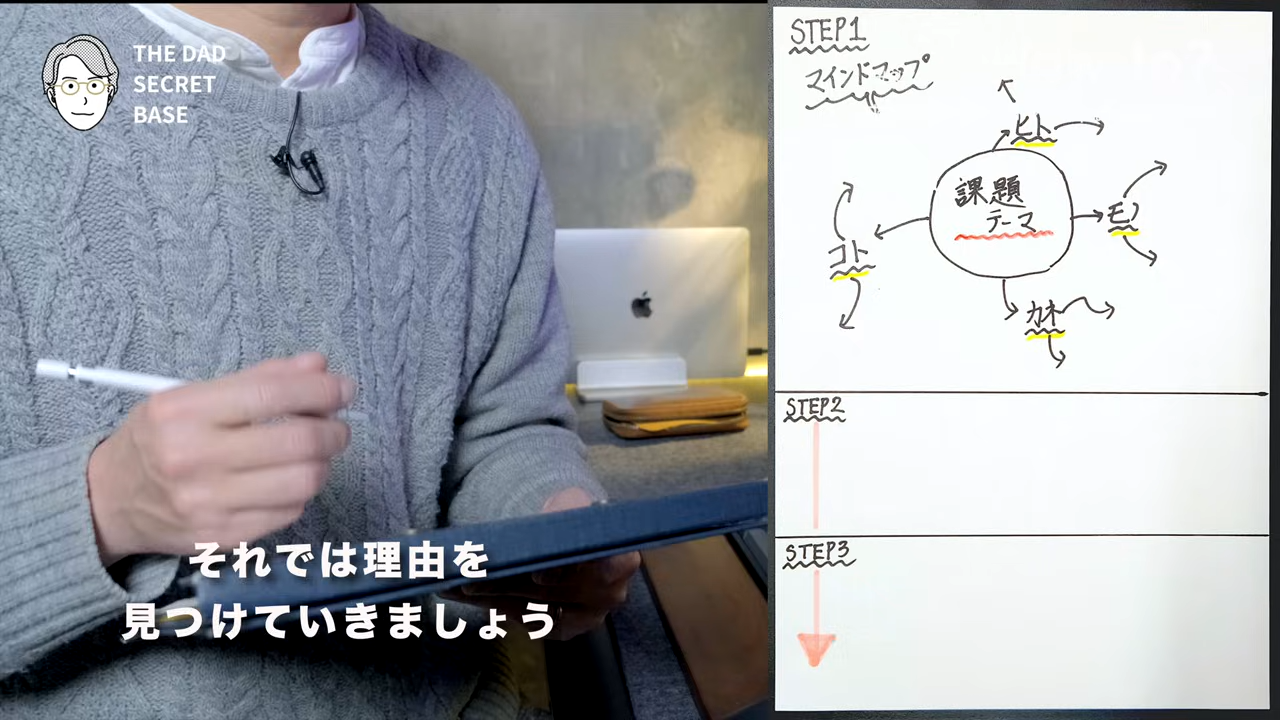 THE DAD
SECRET
BASE
それでは理由を
見つけていきましょう
STEP1
マインドマップ
ヒト
課題
テーマ
モノ
コト
カネ
STEP2
STEP3